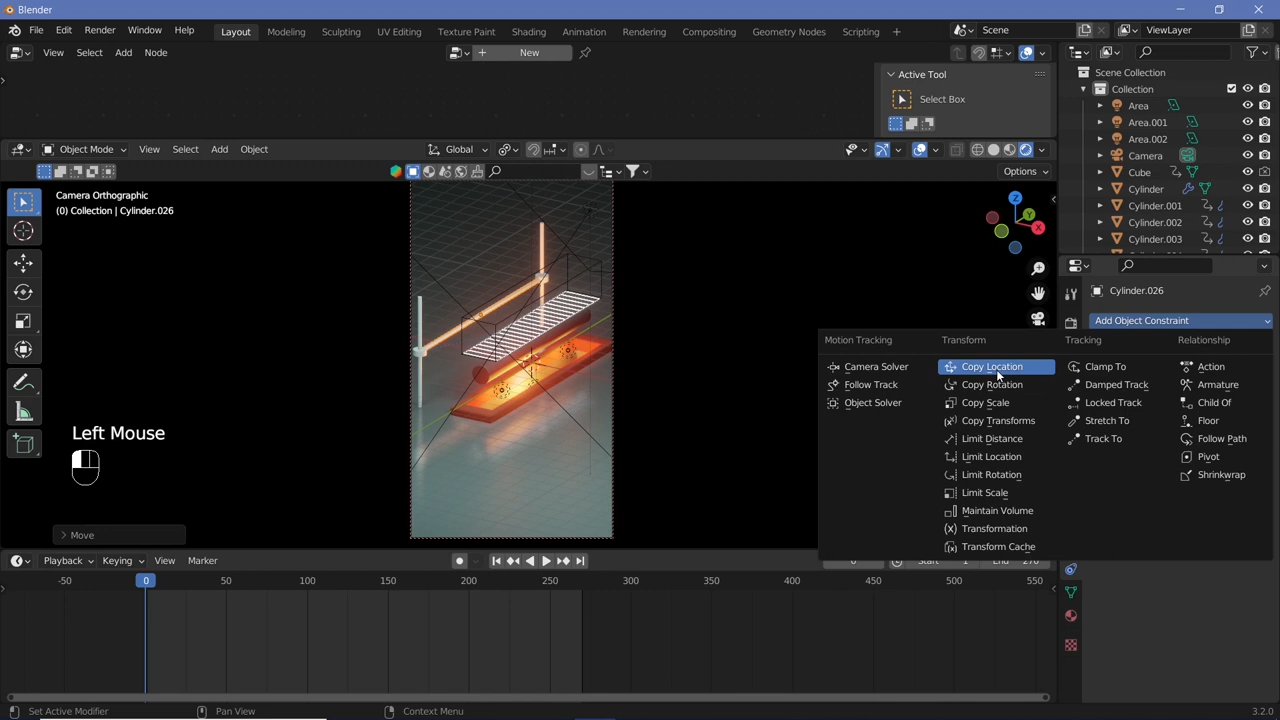 Blender
File Edit Render Window Help Layout Modeling Sculpting UV Editing Texture Paint Shading Animation Rendering Compositing Geometry Nodes Scripting + Scene ViewLayer
View Select Add Node New
Scene Collection
Active Tool
Collection
Select Box
Area
Area.001
Area.002
Object Mode View Select Add Object Global
Camera
Options
Cube
Cylinder
Camera Orthographic
(0) Collection | Cylinder.026
Cylinder.001
Cylinder.002
Cylinder.003
Z
Y
X
Cylinder.026
Add Object Constraint
Motion Tracking Transform Tracking Relationship
Camera Solver Copy Location Clamp To Action
Follow Track Copy Rotation Damped Track Armature
Object Solver Copy Scale Locked Track Child Of
Copy Transforms Stretch To Floor
Limit Distance Track To Follow Path
Limit Location Pivot
Limit Rotation Shrinkwrap
Limit Scale
Maintain Volume
Transformation
Transform Cache
Left Mouse
Move
Playback Keying View Marker 0 Start 1 End 270
-50 0 50 100 150 200 250 300 350 400 450 500 550
Set Active Modifier Pan View Context Menu 3.2.0